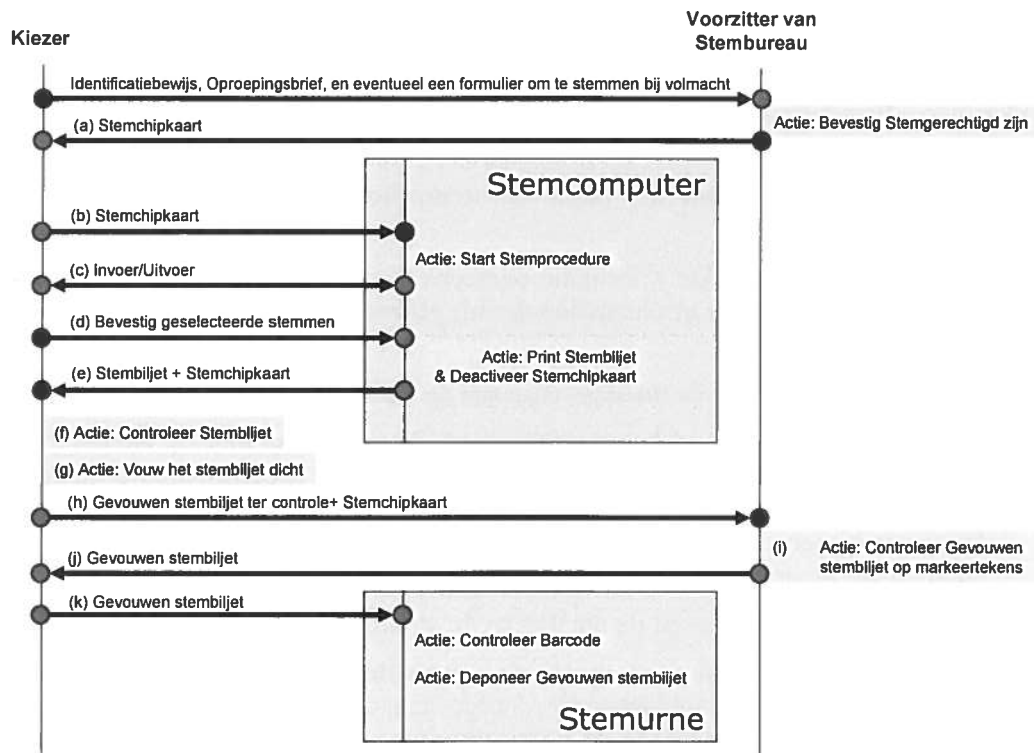 Kiezer
Voorzitter van
Stembureau
Identificatiebewijs, Oproepingsbrief, en eventueel een formulier om te stemmen bij volmacht
(a) Stemchipkaart
Actie: Bevestig Stemgerechtigd zijn
Stemcomputer
(b) Stemchipkaart
Actie: Start Stemprocedure
(c) Invoer/Uitvoer
(d) Bevestig geselecteerde stemmen
Actie: Print Stembiljet
& Deactiveer Stemchipkaart
(e) Stembiljet + Stemchipkaart
(f) Actie: Controleer Stembiljet
(g) Actie: Vouw het stembiljet dicht
(h) Gevouwen stembiljet ter controle+ Stemchipkaart
(i) Actie: Controleer Gevouwen
stembiljet op markeertekens
(j) Gevouwen stembiljet
(k) Gevouwen stembiljet
Actie: Controleer Barcode
Actie: Deponeer Gevouwen stembiljet
Stemurne